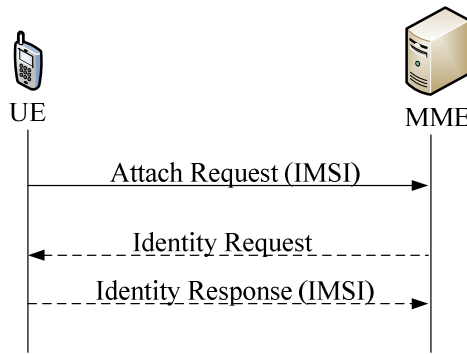 UE
MME
Attach Request (IMSI)
Identity Request
Identity Response (IMSI)